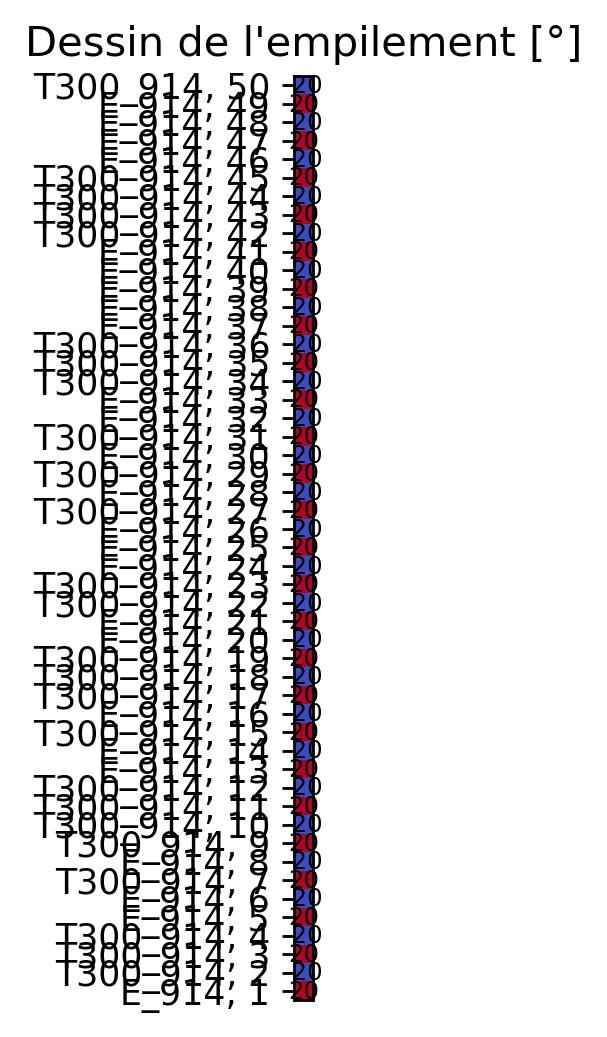 Dessin de l'empilement [°]
T300_914, 50 20
E_914, 49 20
E_914, 48 20
E_914, 47 20
E_914, 46 20
T300_914, 45 20
T300_914, 44 20
T300_914, 43 20
T300_914, 42 20
E_914, 41 20
E_914, 40 20
E_914, 39 20
E_914, 38 20
E_914, 37 20
T300_914, 36 20
T300_914, 35 20
T300_914, 34 20
E_914, 33 20
E_914, 32 20
T300_914, 31 20
E_914, 30 20
T300_914, 29 20
E_914, 28 20
T300_914, 27 20
E_914, 26 20
E_914, 25 20
E_914, 24 20
T300_914, 23 20
T300_914, 22 20
E_914, 21 20
E_914, 20 20
T300_914, 19 20
T300_914, 18 20
T300_914, 17 20
E_914, 16 20
T300_914, 15 20
E_914, 14 20
E_914, 13 20
T300_914, 12 20
T300_914, 11 20
T300_914, 10 20
T300_914, 9 20
E_914, 8 20
T300_914, 7 20
E_914, 6 20
E_914, 5 20
T300_914, 4 20
T300_914, 3 20
T300_914, 2 20
E_914, 1 20